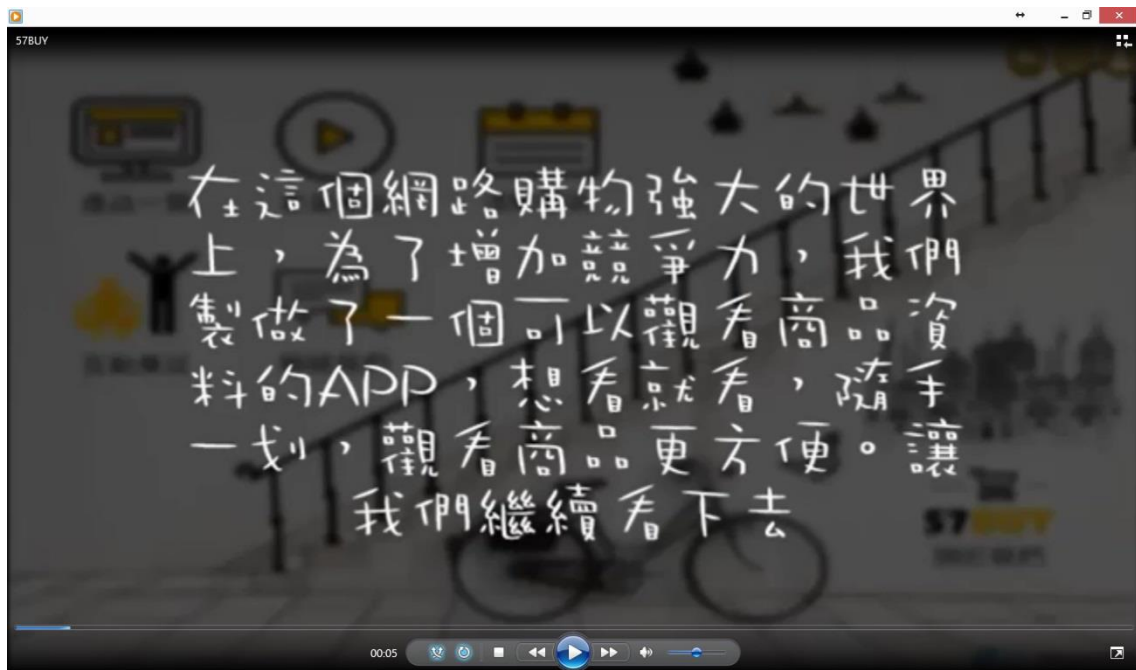 57BUY
在這個網路購物強大的世界
上，為了增加競爭力，我們
製做了一個可以觀看商品資
料的APP，想看就看，隨手
一划，觀看商品更方便。讓
我們繼續看下去
57BUY
00:05